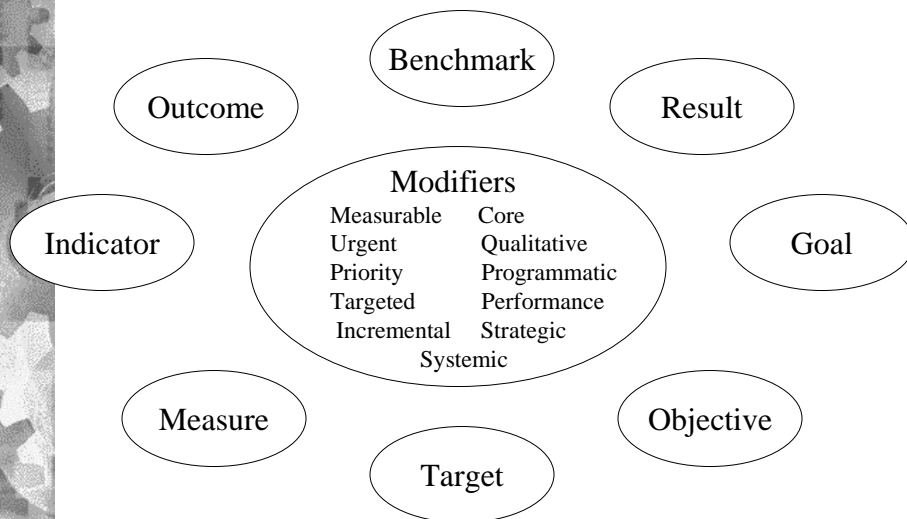 Benchmark
Outcome
Result
Modifiers
Measurable Core
Urgent Qualitative
Priority Programmatic
Targeted Performance
Incremental Strategic
Systemic
Indicator
Goal
Measure
Objective
Target